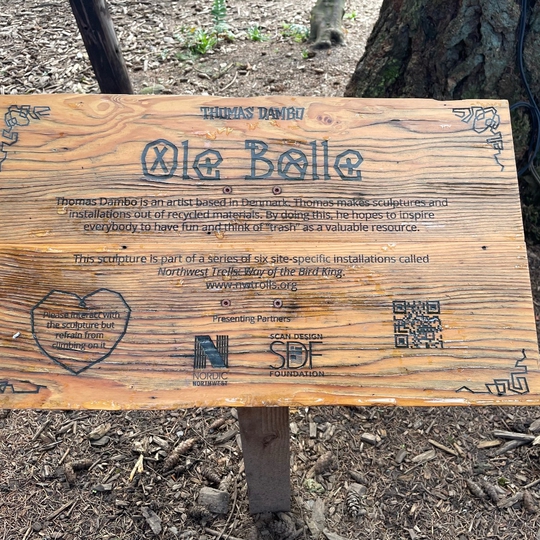 THOMAS DAMBO
Ole Bolle
Thomas Dambo is an artist based in Denmark. Thomas makes sculptures and
installations out of recycled materials. By doing this, he hopes to inspire
everybody to have fun and think of "trash" as a valuable resource.
This sculpture is part of a series of six site-specific installations called
Northwest Trolls: Way of the Bird King.
www.nwtrolls.org
Please interact with
the sculpture but
refrain from
climbing on it
Presenting Partners
N
NORDIC
NORTHWEST
SCAN DESIGN
SDF
FOUNDATION